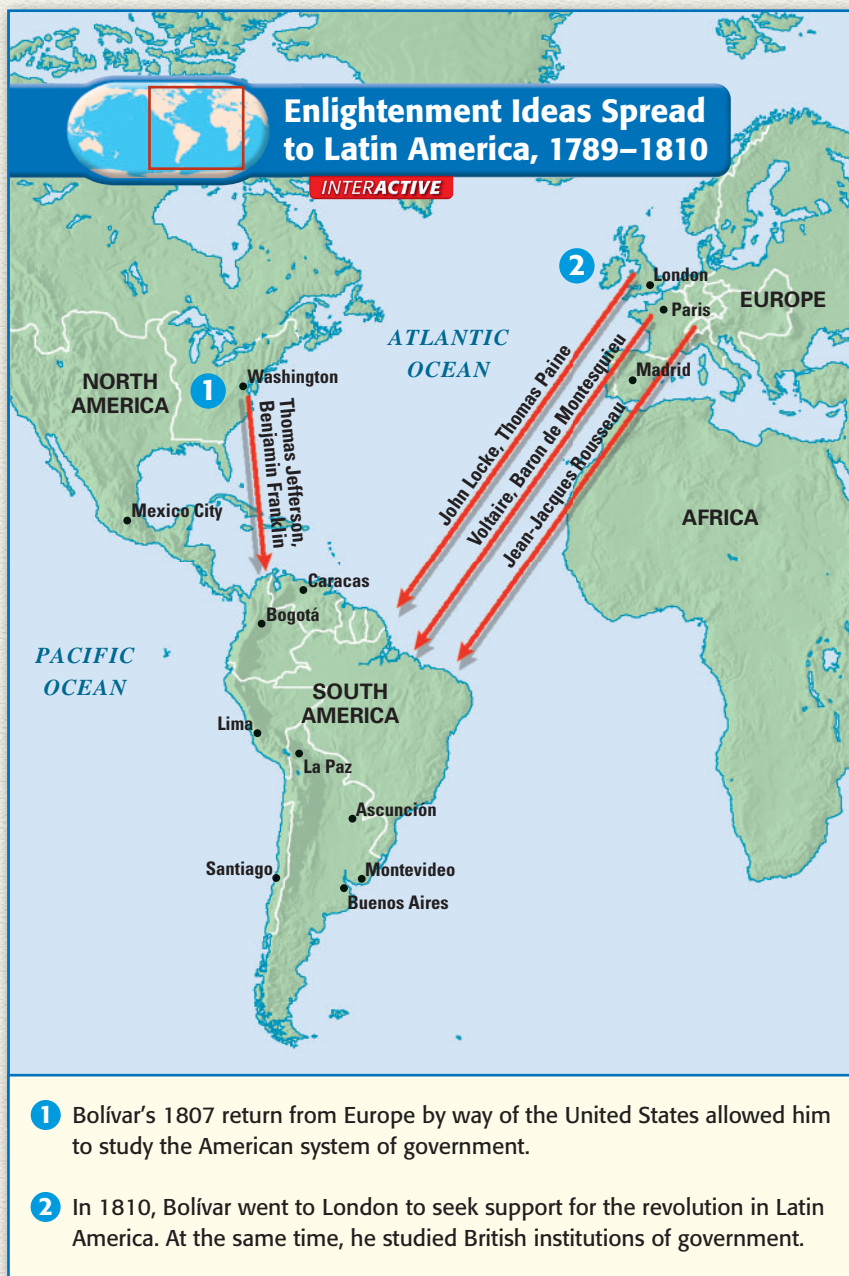 Enlightenment Ideas Spread
to Latin America, 1789–1810
INTERACTIVE
2
London
Paris
EUROPE
ATLANTIC
OCEAN
Madrid
NORTH
AMERICA
1
Washington
Thomas Jefferson,
Benjamin Franklin
John Locke, Thomas Paine
Voltaire, Baron de Montesquieu
Jean-Jacques Rousseau
Mexico City
AFRICA
Caracas
Bogotá
PACIFIC
OCEAN
SOUTH
AMERICA
Lima
La Paz
Ascunción
Santiago
Montevideo
Buenos Aires
1 Bolívar's 1807 return from Europe by way of the United States allowed him
to study the American system of government.
2 In 1810, Bolívar went to London to seek support for the revolution in Latin
America. At the same time, he studied British institutions of government.